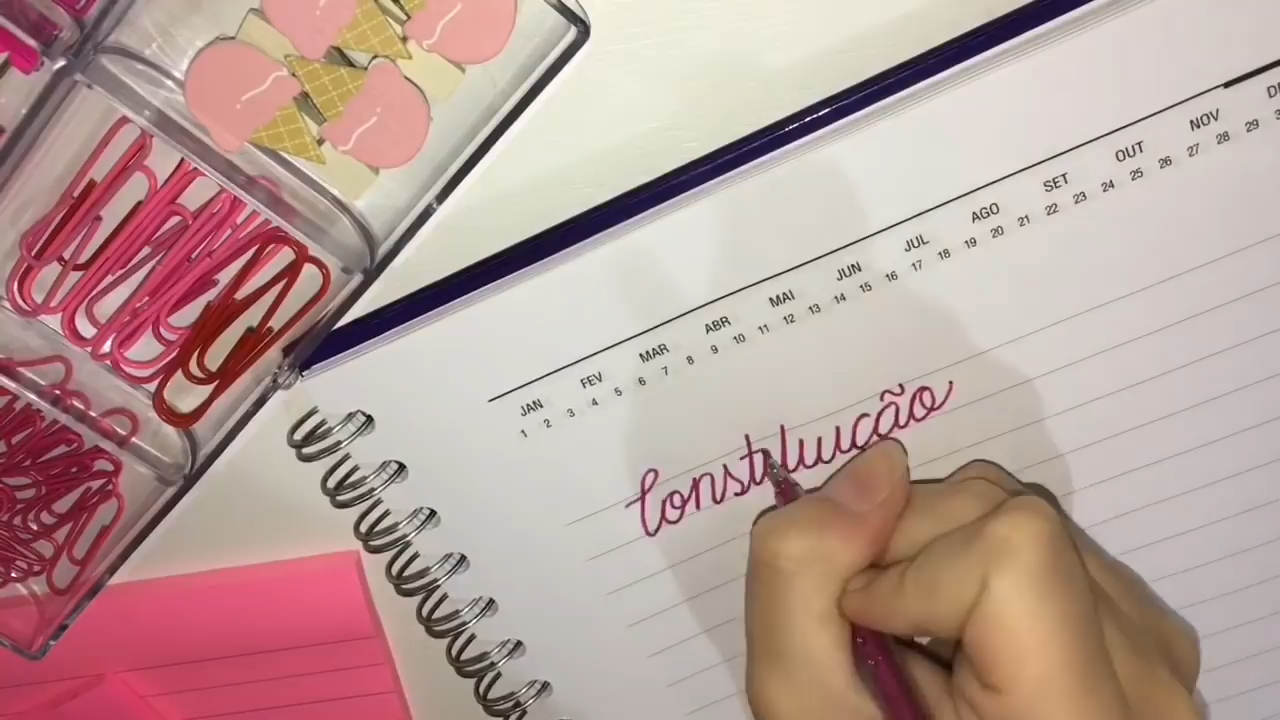 JAN FEV MAR ABR MAI JUN JUL AGO SET OUT NOV
1 2 3 4 5 6 7 8 9 10 11 12 13 14 15 16 17 18 19 20 21 22 23 24 25 26 27 28 29
Constituição